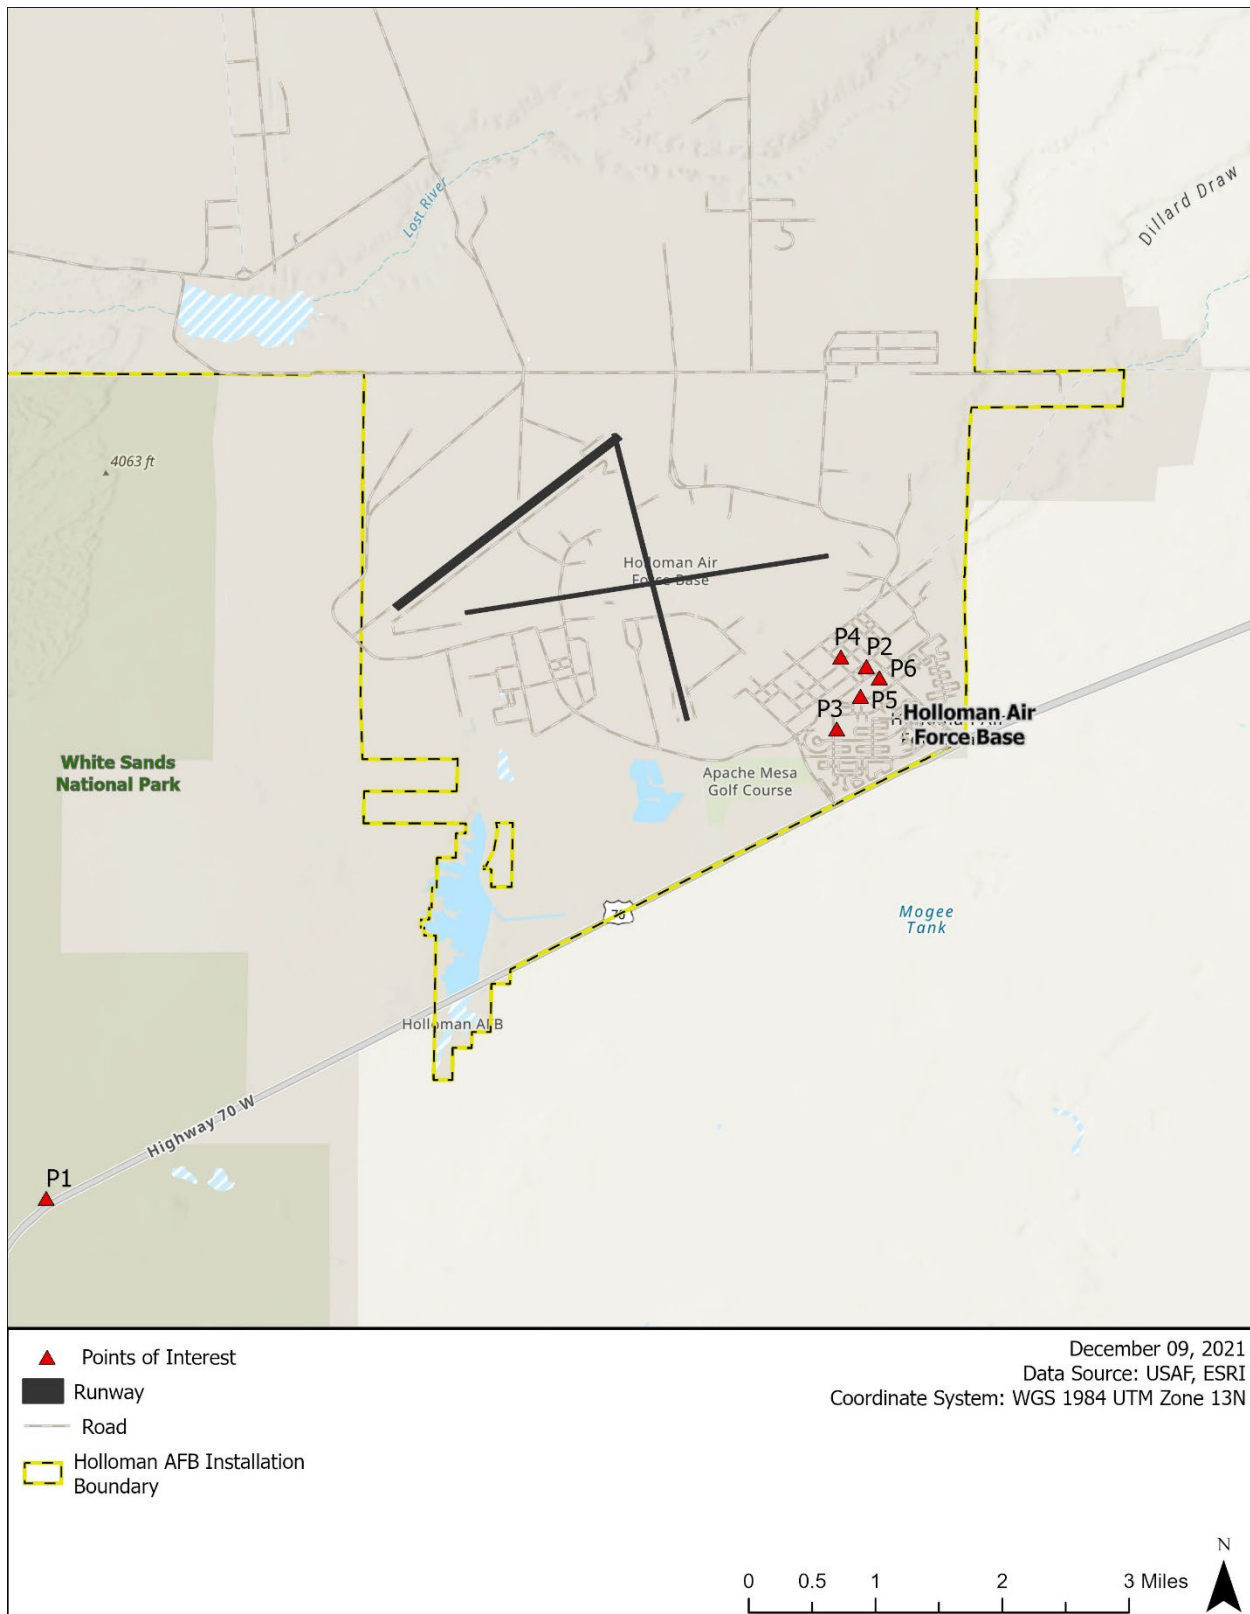 Dillard Draw
Lost River
4063 ft
Holloman Air
Force Base
P4
P2
P6
P5
P3
Holloman Air
Force Base
White Sands
National Park
Apache Mesa
Golf Course
70
Mogee
Tank
Holloman AFB
Highway 70 W
P1
Points of Interest
Runway
Road
Holloman AFB Installation
Boundary
December 09, 2021
Data Source: USAF, ESRI
Coordinate System: WGS 1984 UTM Zone 13N
N
0 0.5 1 2 3 Miles